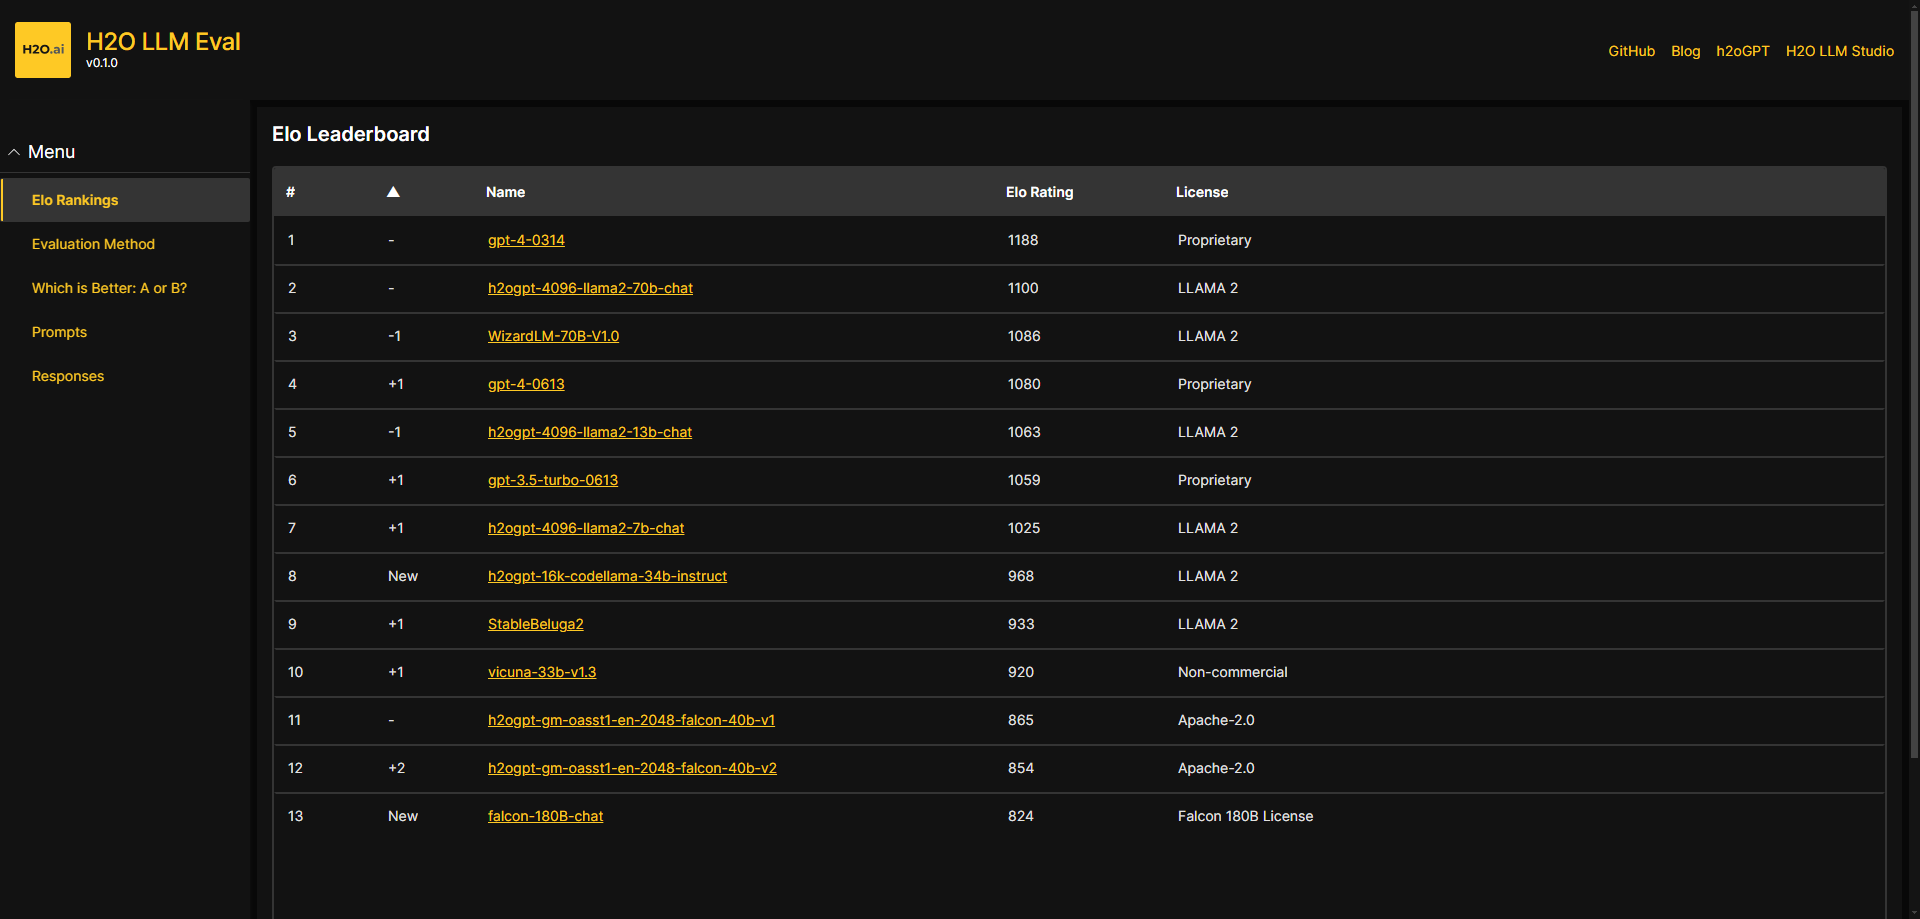 H2O.ai
H2O LLM Eval
v0.1.0
GitHub Blog h2oGPT H2O LLM Studio
Menu
Elo Rankings
Evaluation Method
Which is Better: A or B?
Prompts
Responses
Elo Leaderboard
# ▲ Name Elo Rating License
1 - gpt-4-0314 1188 Proprietary
2 - h2ogpt-4096-llama2-70b-chat 1100 LLAMA 2
3 -1 WizardLM-70B-V1.0 1086 LLAMA 2
4 +1 gpt-4-0613 1080 Proprietary
5 -1 h2ogpt-4096-llama2-13b-chat 1063 LLAMA 2
6 +1 gpt-3.5-turbo-0613 1059 Proprietary
7 +1 h2ogpt-4096-llama2-7b-chat 1025 LLAMA 2
8 New h2ogpt-16k-codellama-34b-instruct 968 LLAMA 2
9 +1 StableBeluga2 933 LLAMA 2
10 +1 vicuna-33b-v1.3 920 Non-commercial
11 - h2ogpt-gm-oasst1-en-2048-falcon-40b-v1 865 Apache-2.0
12 +2 h2ogpt-gm-oasst1-en-2048-falcon-40b-v2 854 Apache-2.0
13 New falcon-180B-chat 824 Falcon 180B License